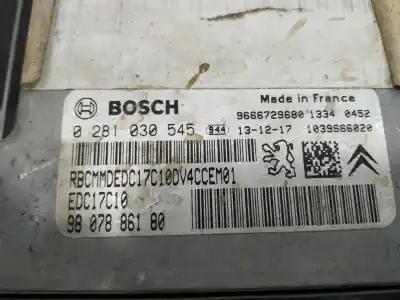 BOSCH
Made in France
9666729680 1334 0452
0 281 030 545 944 13-12-17 1039S66020
RBCMMDEDC17C10DV4CCEM01
EDC17C10
98 078 861 80